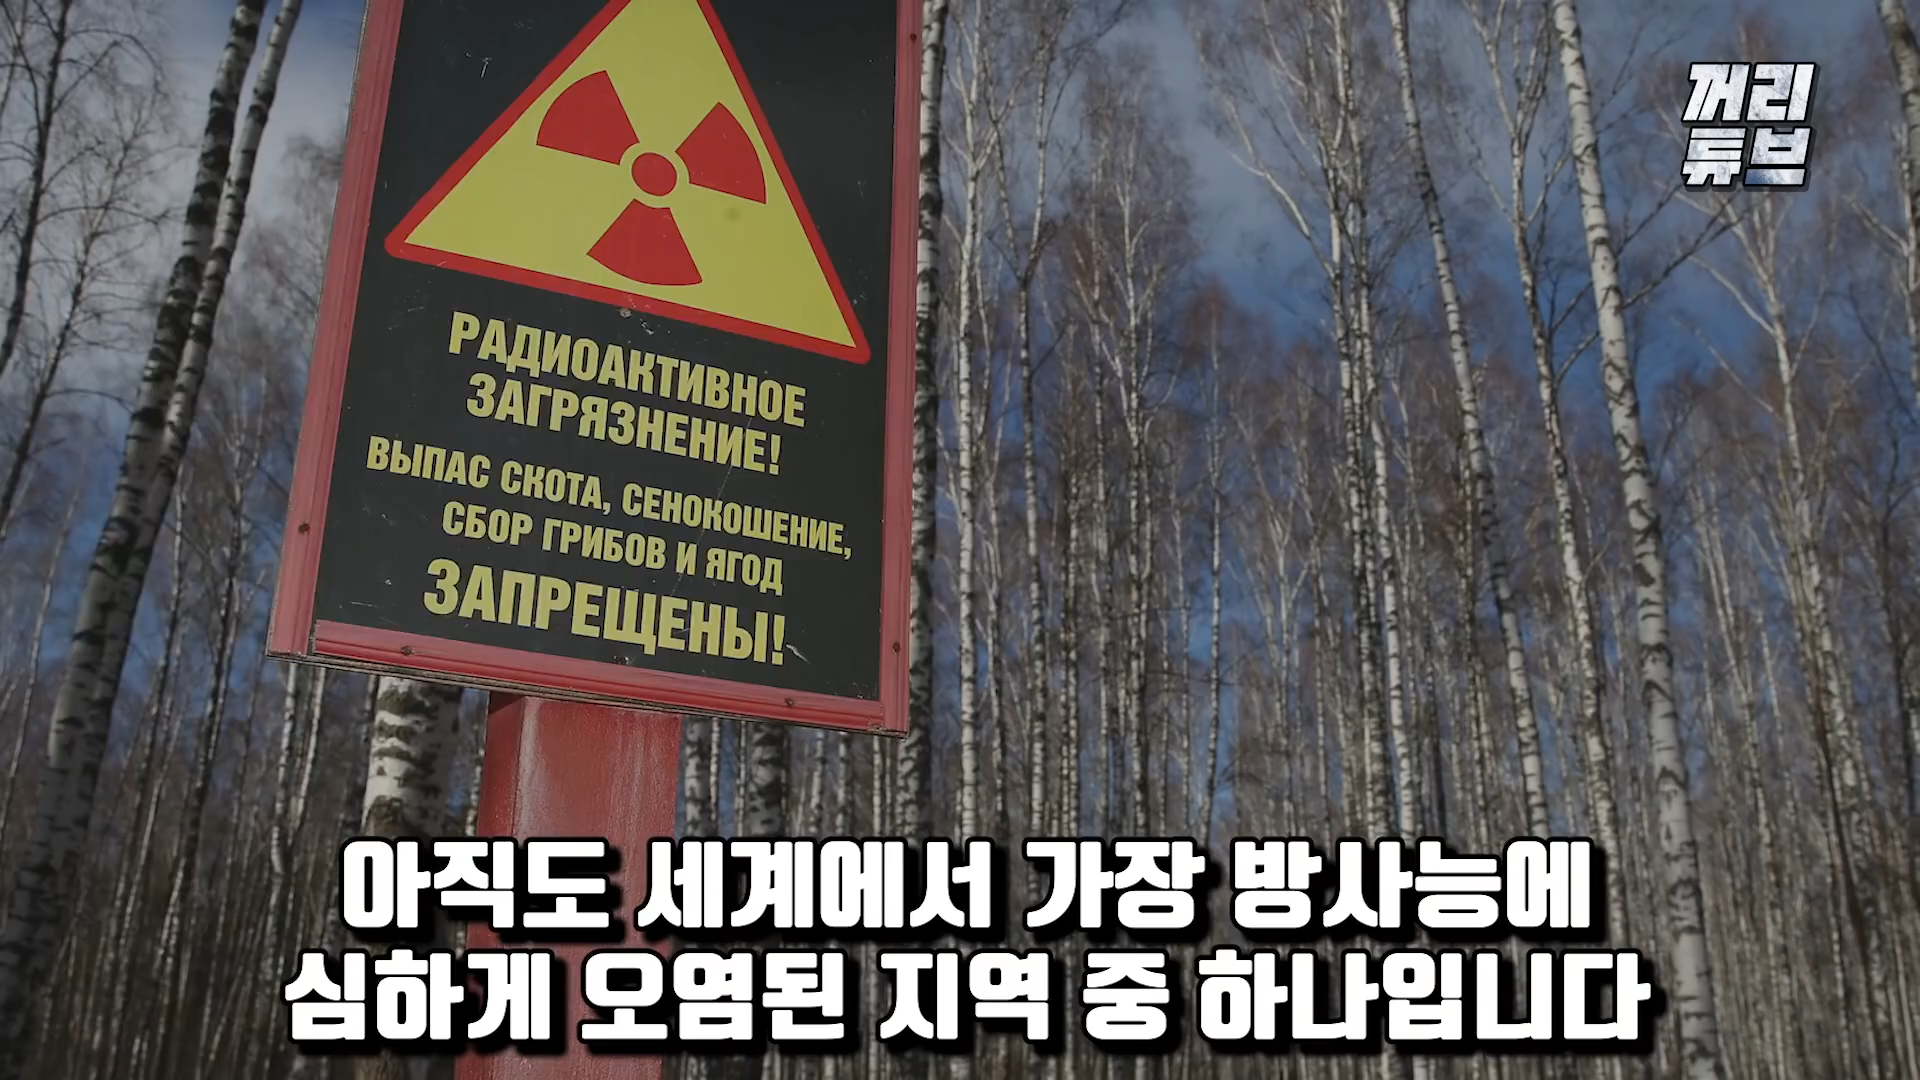 꺼리
튜브
РАДИОАКТИВНОЕ
ЗАГРЯЗНЕНИЕ!
ВЫПАС СКОТА, СЕНОКОШЕНИЕ,
СБОР ГРИБОВ И ЯГОД
ЗАПРЕЩЕНЫ!
아직도 세계에서 가장 방사능에
심하게 오염된 지역 중 하나입니다